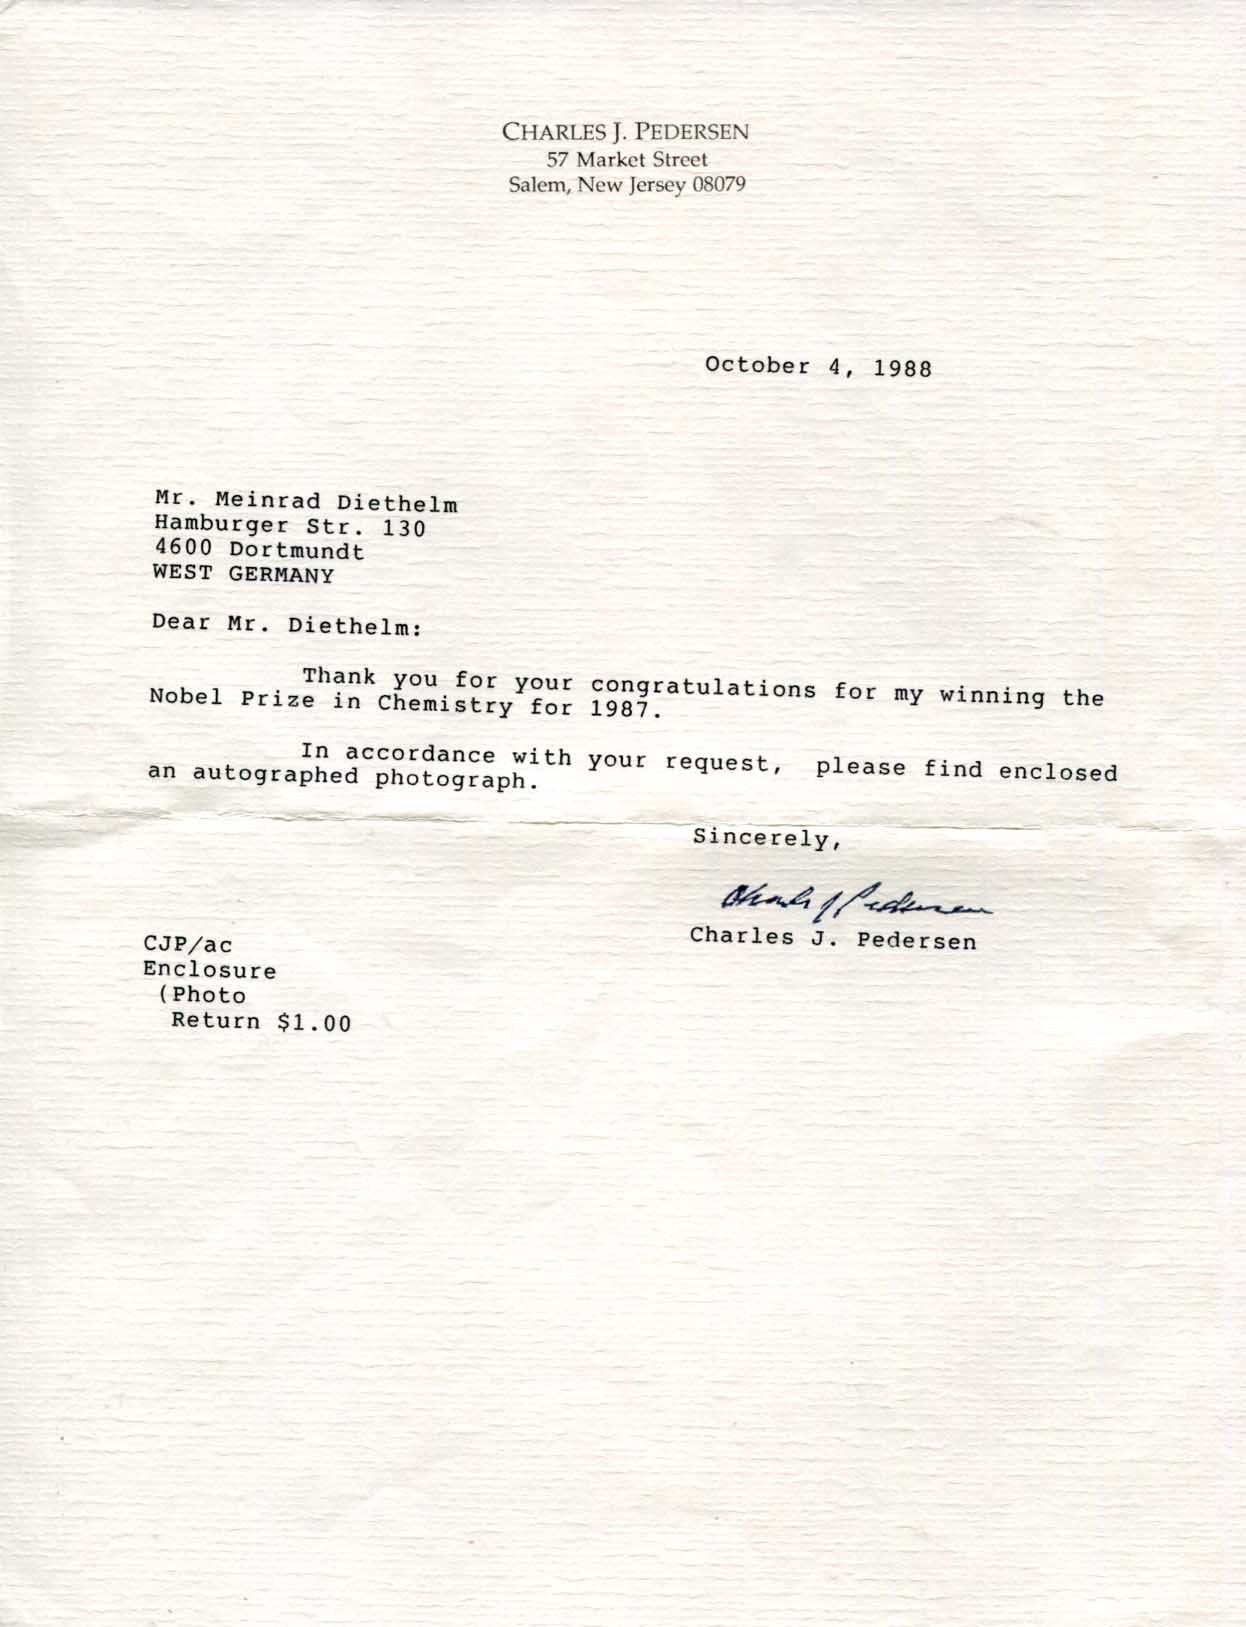 CHARLES J. PEDERSEN
57 Market Street
Salem, New Jersey 08079
October 4, 1988
Mr. Meinrad Diethelm
Hamburger Str. 130
4600 Dortmundt
WEST GERMANY
Dear Mr. Diethelm:
Thank you for your congratulations for my winning the
Nobel Prize in Chemistry for 1987.
In accordance with your request, please find enclosed
an autographed photograph.
Sincerely,
Charles J Pedersen
Charles J. Pedersen
CJP/ac
Enclosure
(Photo
Return $1.00